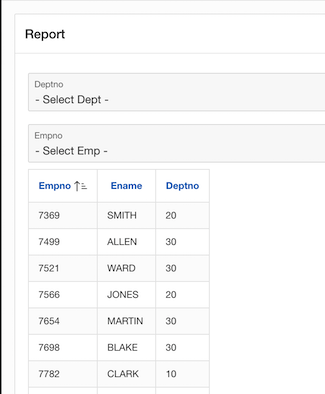 Report
Deptno
- Select Dept -
Empno
- Select Emp -
Empno Ename Deptno
7369 SMITH 20
7499 ALLEN 30
7521 WARD 30
7566 JONES 20
7654 MARTIN 30
7698 BLAKE 30
7782 CLARK 10